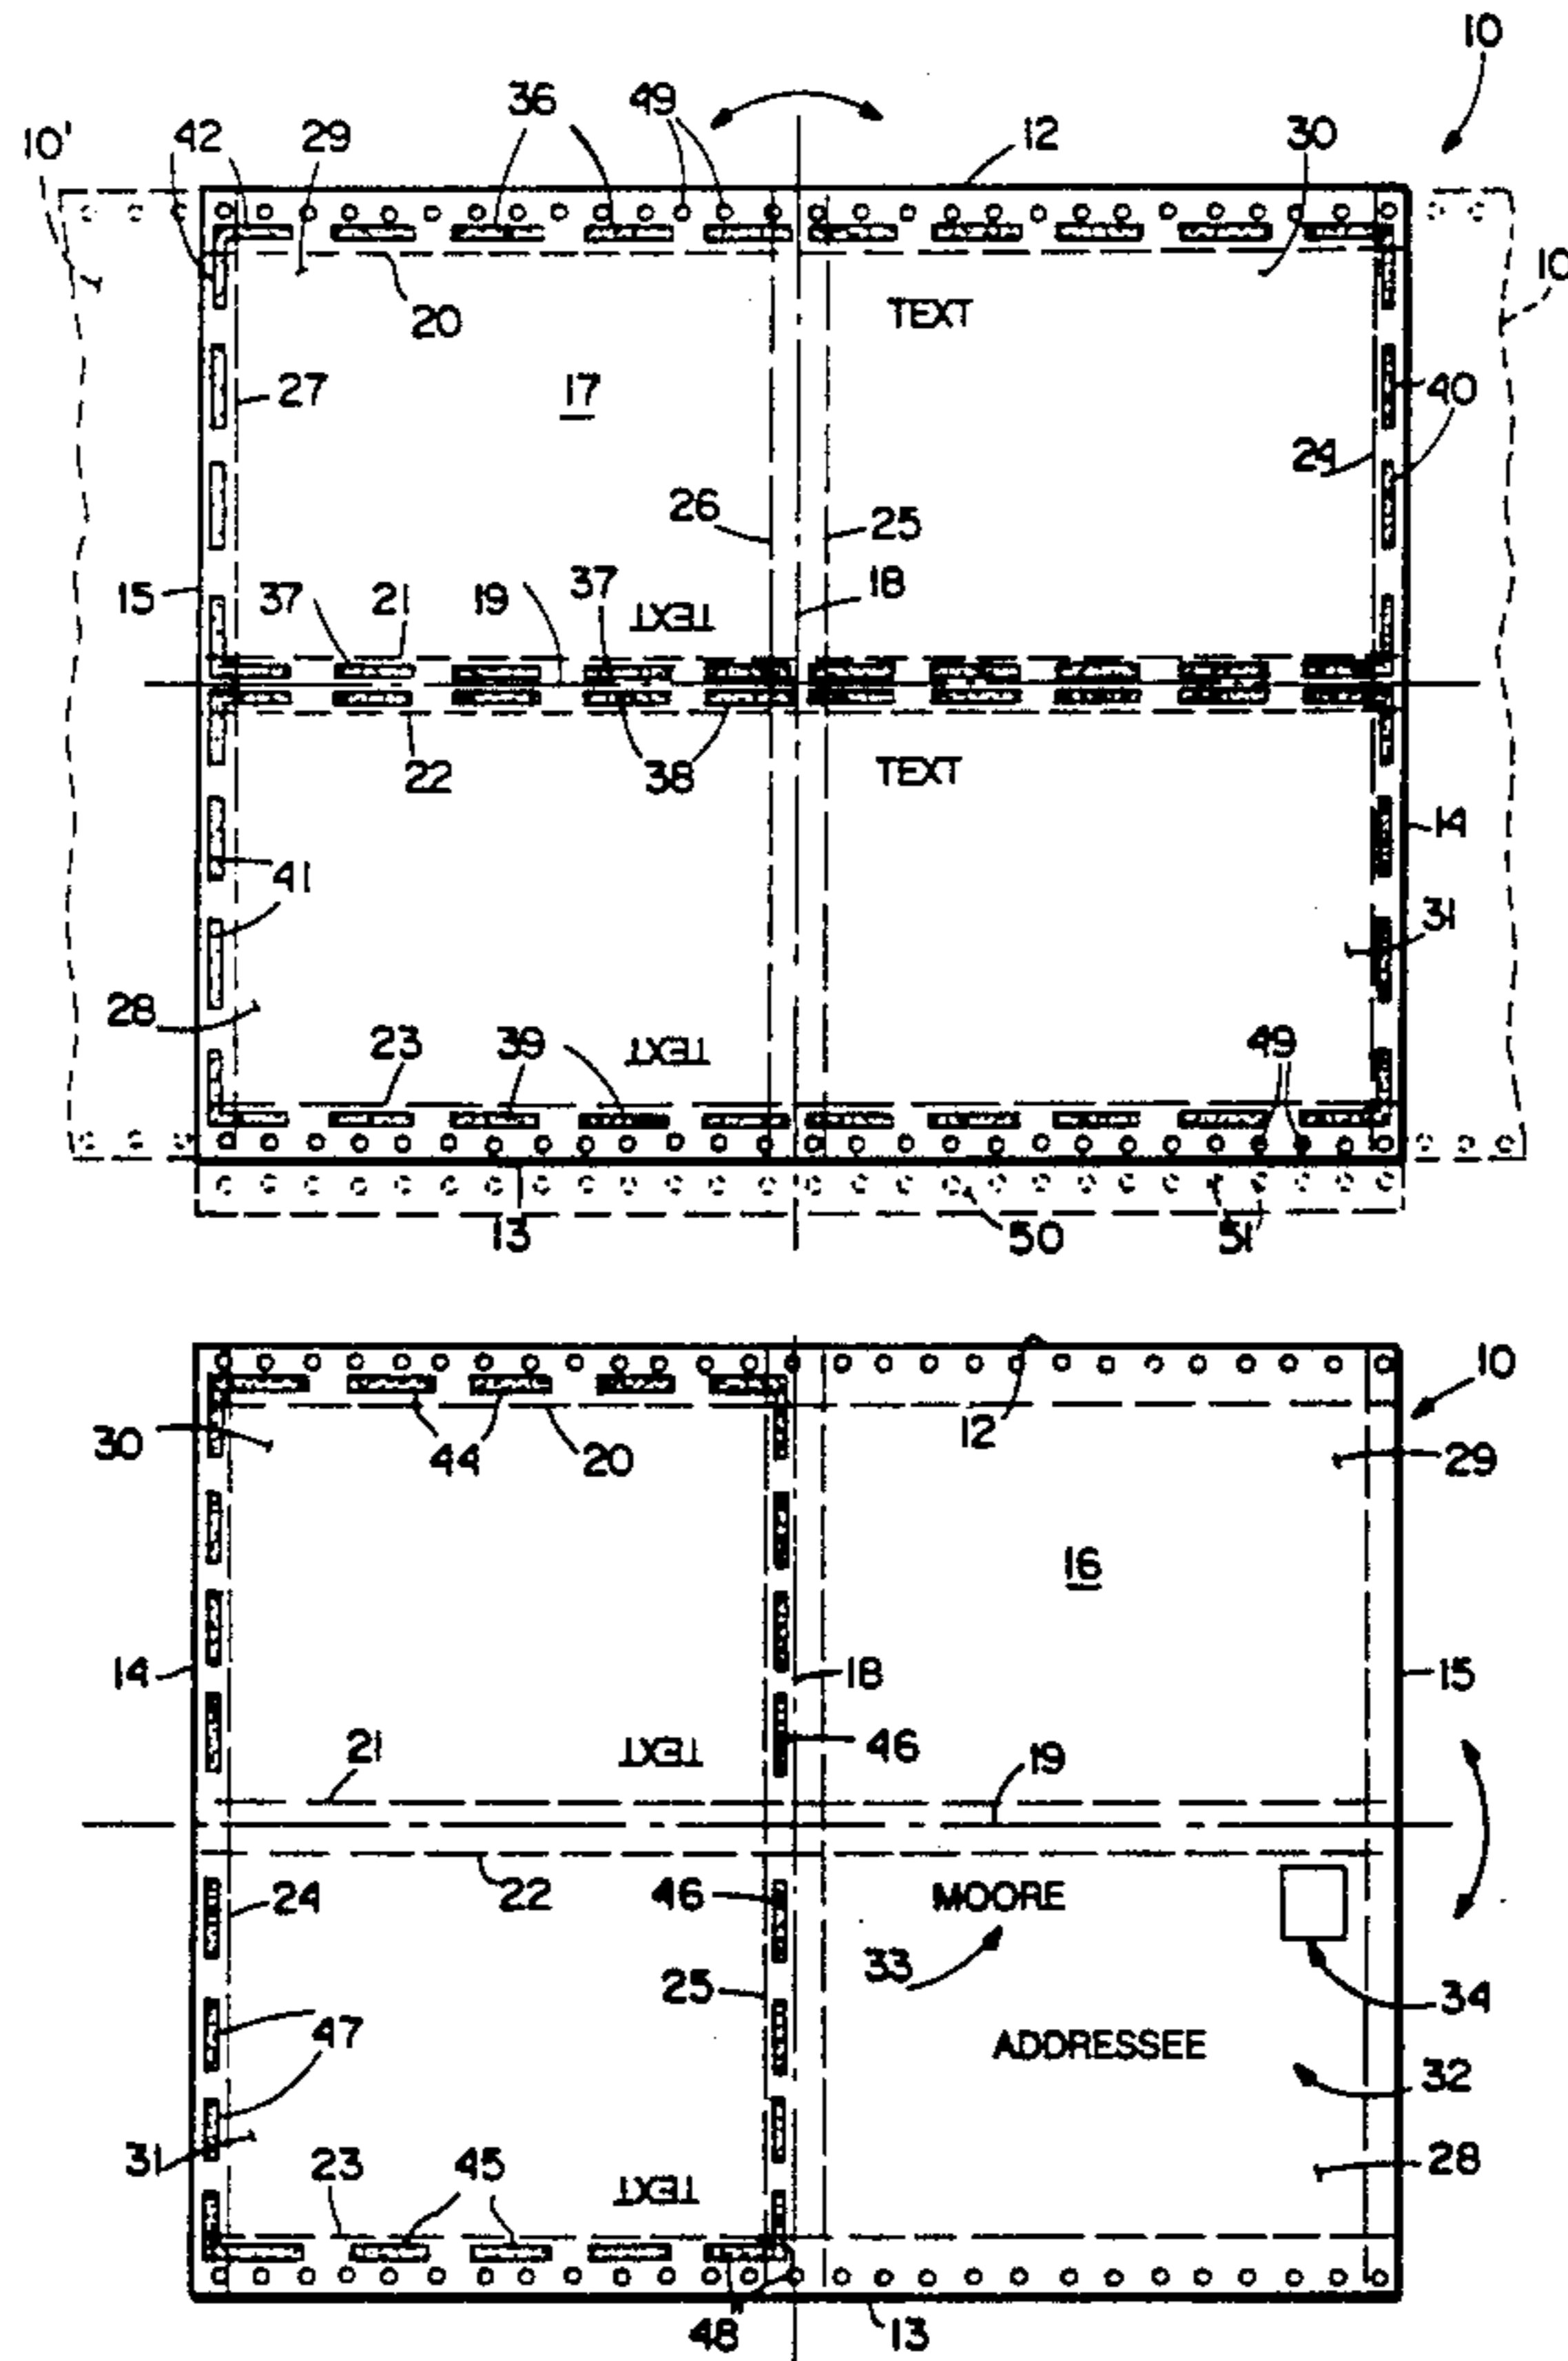 10
36 49
10' 42 29 12 30
10
20 TEXT
27 17 40
24
26 25
15 37 21 19 37 18
TEXT
22 38 TEXT
14
41
31
28
23 39 49
TEXT
13 50 51
10
30 44 20 12 29
16
14 18 15
21 TEXT 46 19
24 22 46 MOORE
33
25 34
47 ADDRESSEE
32
31 23 45 28
TEXT
48 13